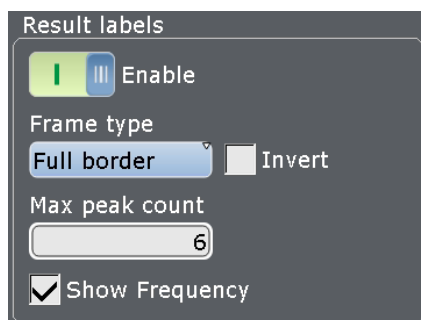 Result labels
Enable
Frame type
Full border Invert
Max peak count
6
Show Frequency